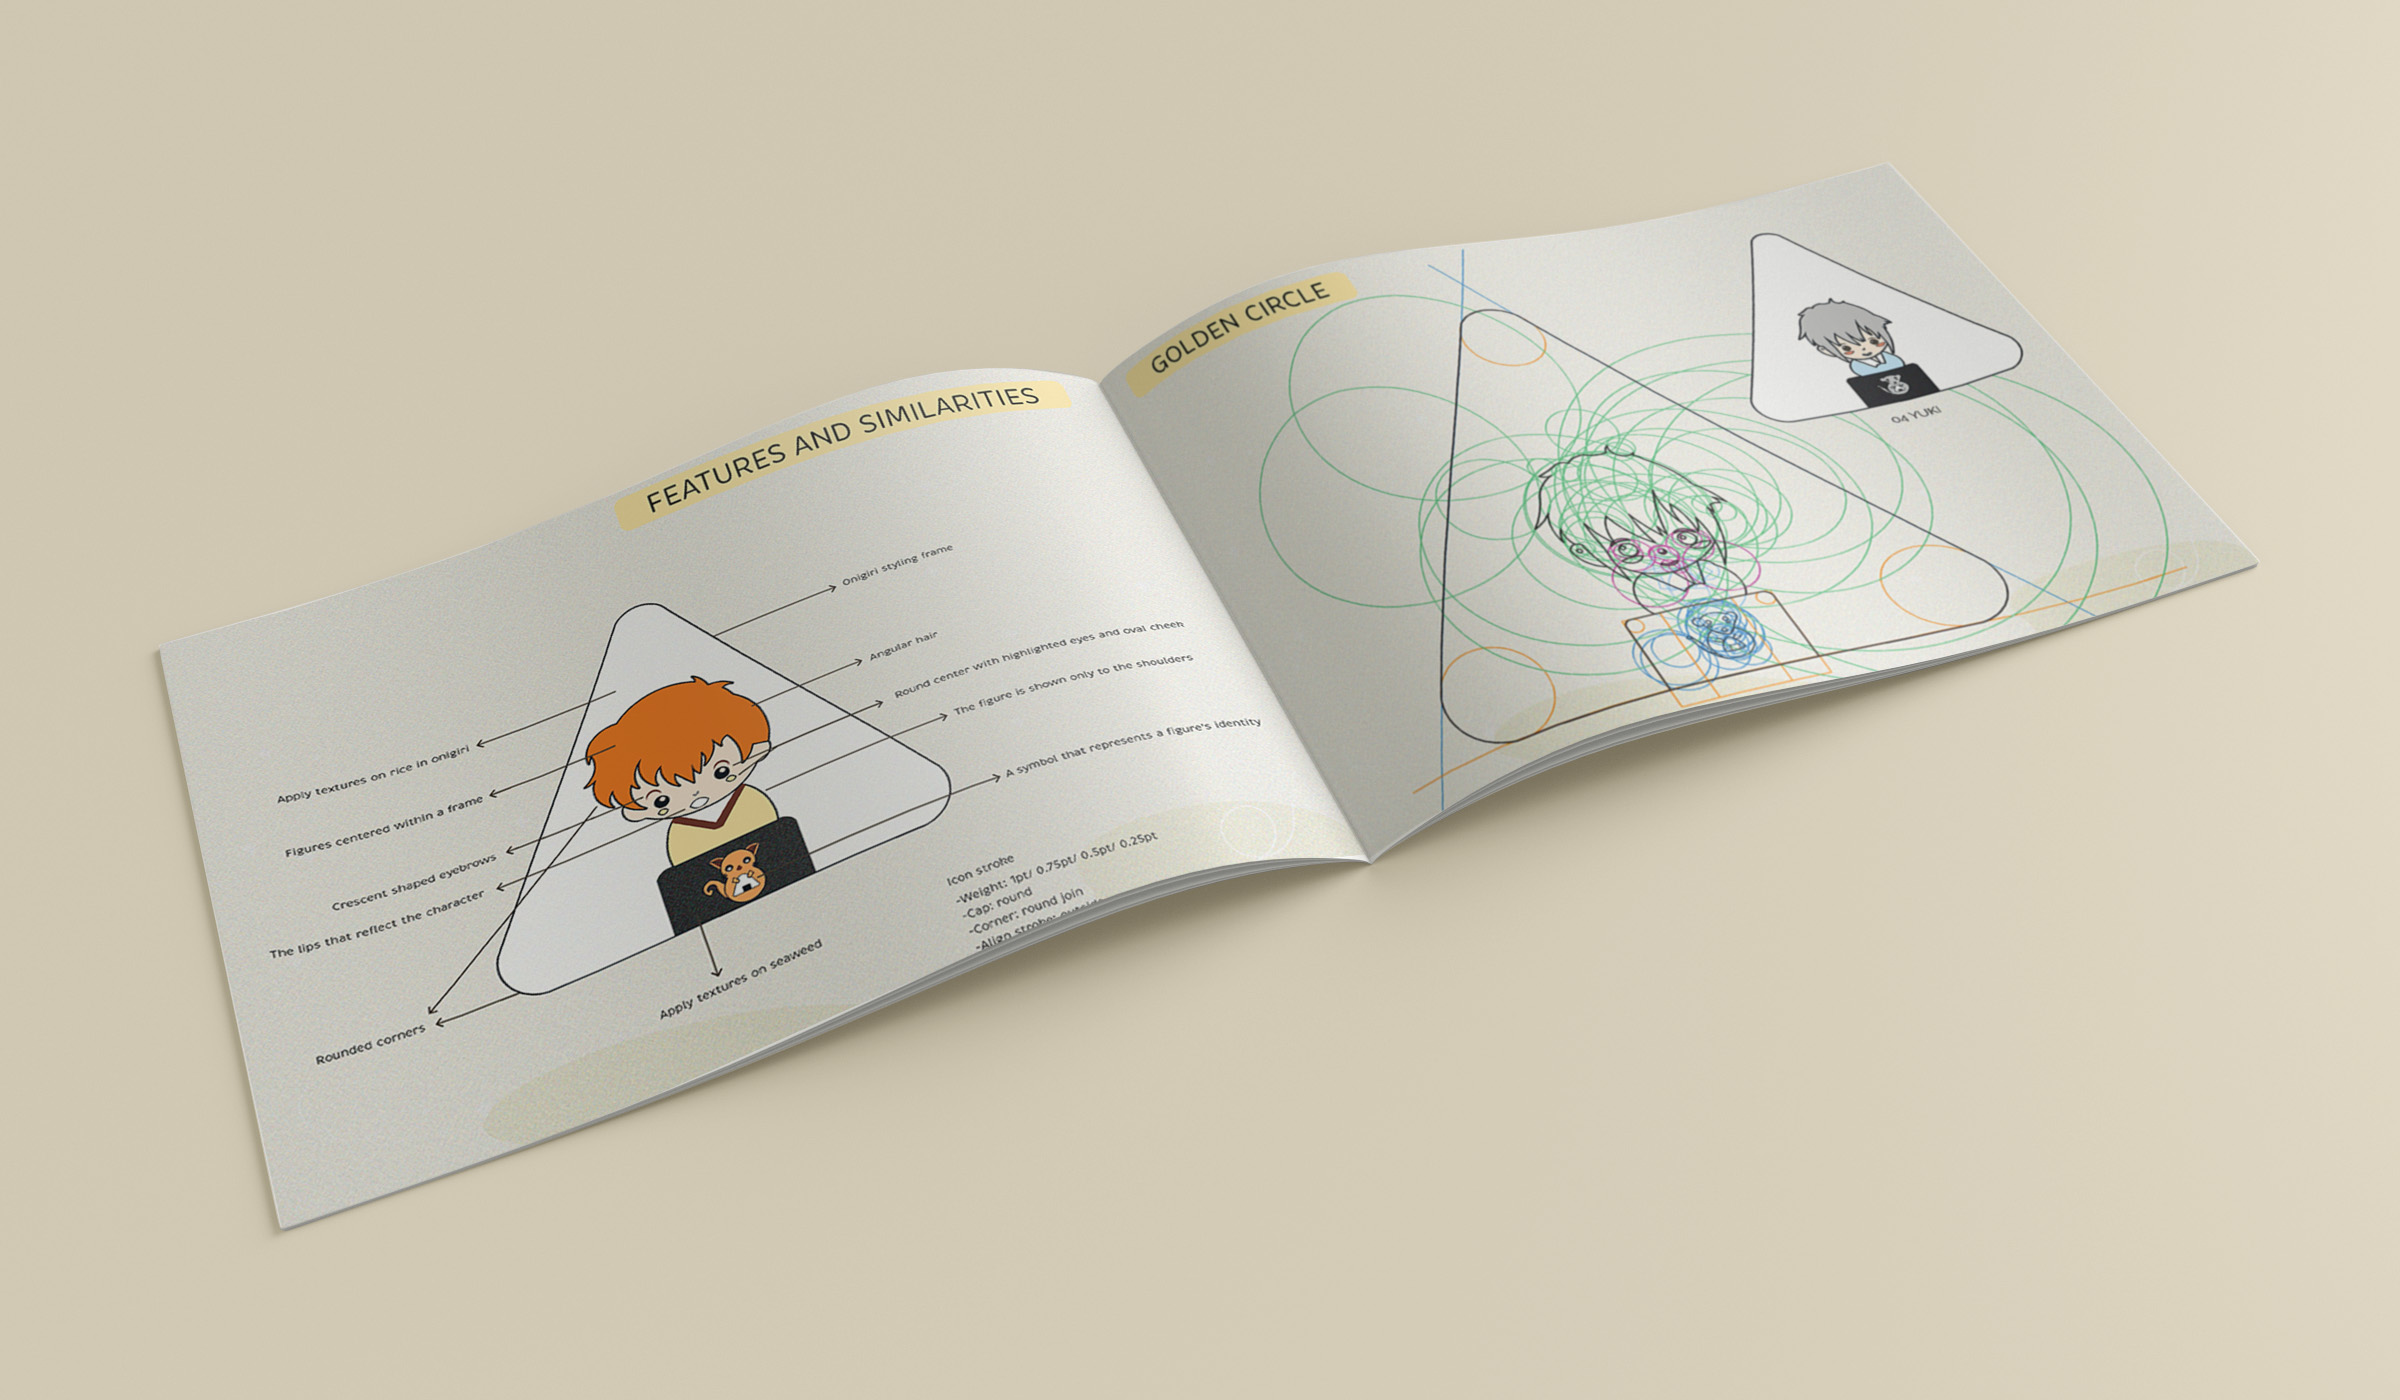 FEATURES AND SIMILARITIES
Onigiri styling frame
Angular hair
Round center with highlighted eyes and oval cheek
The figure is shown only to the shoulders
A symbol that represents a figure's identity
Apply textures on rice in onigiri
Figures centered within a frame
Crescent shaped eyebrows
The lips that reflect the character
Rounded corners
Apply textures on seaweed
Icon stroke
-Weight: 1pt/ 0.75pt/ 0.5pt/ 0.25pt
-Cap: round
-Corner: round join
-Align stroke: outside
GOLDEN CIRCLE
04 YUKI